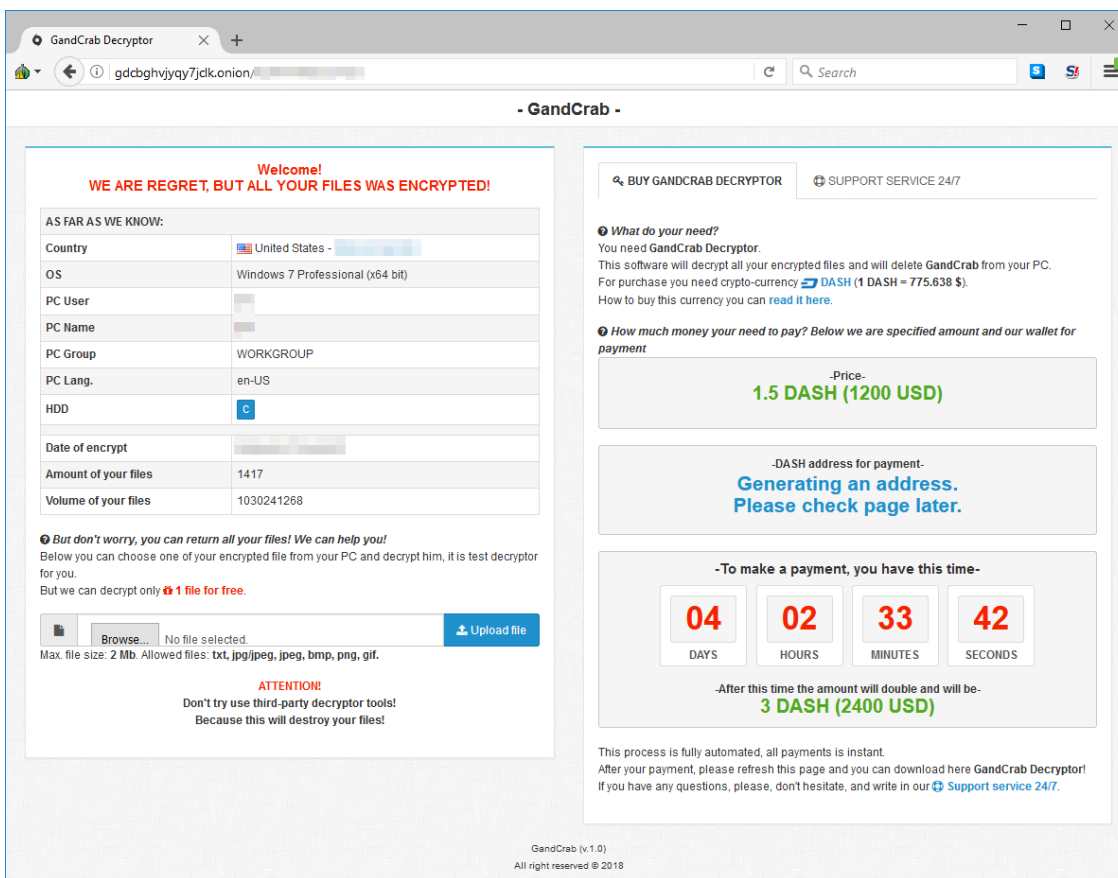 GandCrab Decryptor
gdcbghvjyqy7jclk.onion/
Search
- GandCrab -
Welcome!
WE ARE REGRET, BUT ALL YOUR FILES WAS ENCRYPTED!
AS FAR AS WE KNOW:
Country United States -
OS Windows 7 Professional (x64 bit)
PC User
PC Name
PC Group WORKGROUP
PC Lang. en-US
HDD C
Date of encrypt
Amount of your files 1417
Volume of your files 1030241268
But don't worry, you can return all your files! We can help you!
Below you can choose one of your encrypted file from your PC and decrypt him, it is test decryptor
for you.
But we can decrypt only 1 file for free.
Browse... No file selected. Upload file
Max. file size: 2 Mb. Allowed files: txt, jpg/jpeg, jpeg, bmp, png, gif.
ATTENTION!
Don't try use third-party decryptor tools!
Because this will destroy your files!
BUY GANDCRAB DECRYPTOR SUPPORT SERVICE 24/7
What do your need?
You need GandCrab Decryptor.
This software will decrypt all your encrypted files and will delete GandCrab from your PC.
For purchase you need crypto-currency DASH (1 DASH = 775.638 $).
How to buy this currency you can read it here.
How much money your need to pay? Below we are specified amount and our wallet for
payment
-Price-
1.5 DASH (1200 USD)
-DASH address for payment-
Generating an address.
Please check page later.
-To make a payment, you have this time-
04 02 33 42
DAYS HOURS MINUTES SECONDS
-After this time the amount will double and will be-
3 DASH (2400 USD)
This process is fully automated, all payments is instant.
After your payment, please refresh this page and you can download here GandCrab Decryptor!
If you have any questions, please, don't hesitate, and write in our Support service 24/7.
GandCrab (v.1.0)
All right reserved © 2018